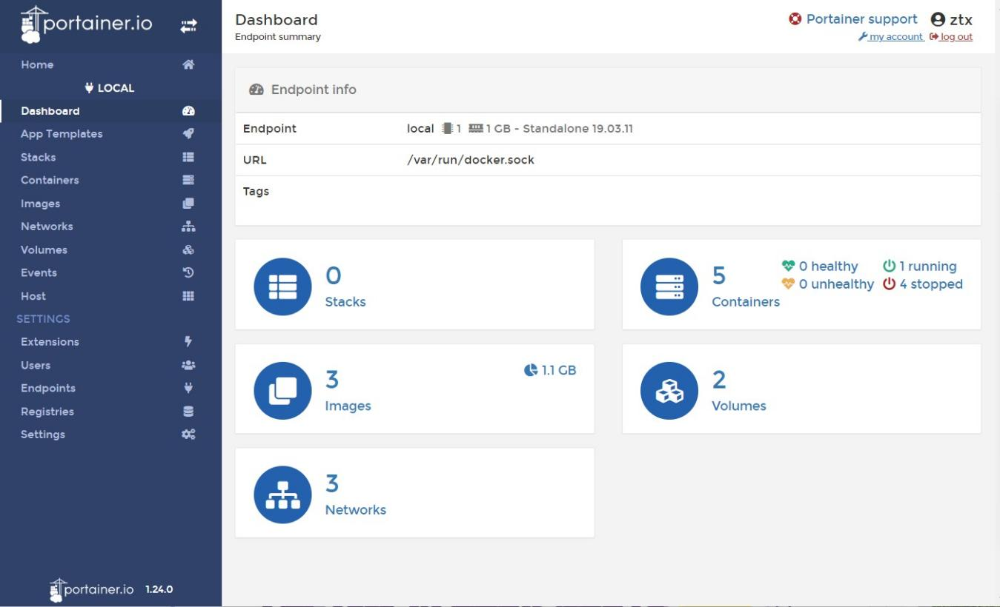 portainer.io
Home
LOCAL
Dashboard
App Templates
Stacks
Containers
Images
Networks
Volumes
Events
Host
SETTINGS
Extensions
Users
Endpoints
Registries
Settings
portainer.io 1.24.0
Dashboard
Endpoint summary
Portainer support ztx
my account log out
Endpoint info
Endpoint local 1 1 GB - Standalone 19.03.11
URL /var/run/docker.sock
Tags
0
Stacks
5
Containers
0 healthy 1 running
0 unhealthy 4 stopped
3
Images
1.1 GB
2
Volumes
3
Networks